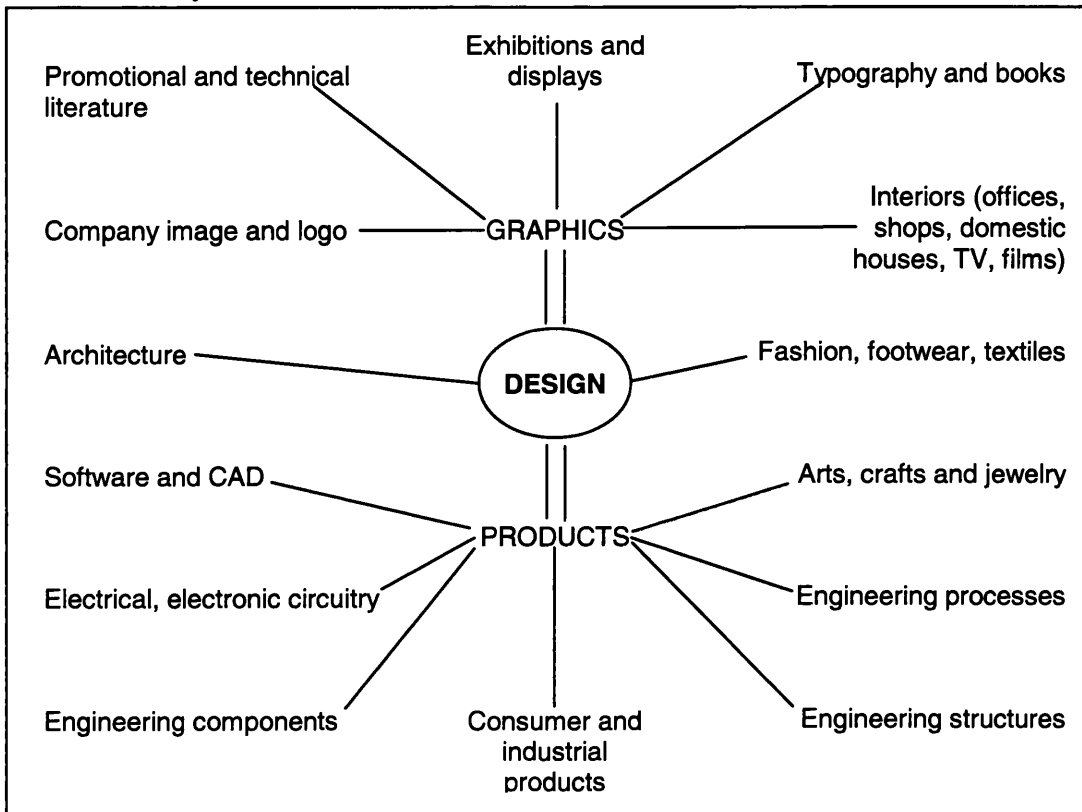 Exhibitions and
displays
Promotional and technical
literature
Typography and books
Company image and logo
GRAPHICS
Interiors (offices,
shops, domestic
houses, TV, films)
Architecture
DESIGN
Fashion, footwear, textiles
Software and CAD
PRODUCTS
Arts, crafts and jewelry
Electrical, electronic circuitry
Engineering processes
Engineering components
Consumer and
industrial
products
Engineering structures